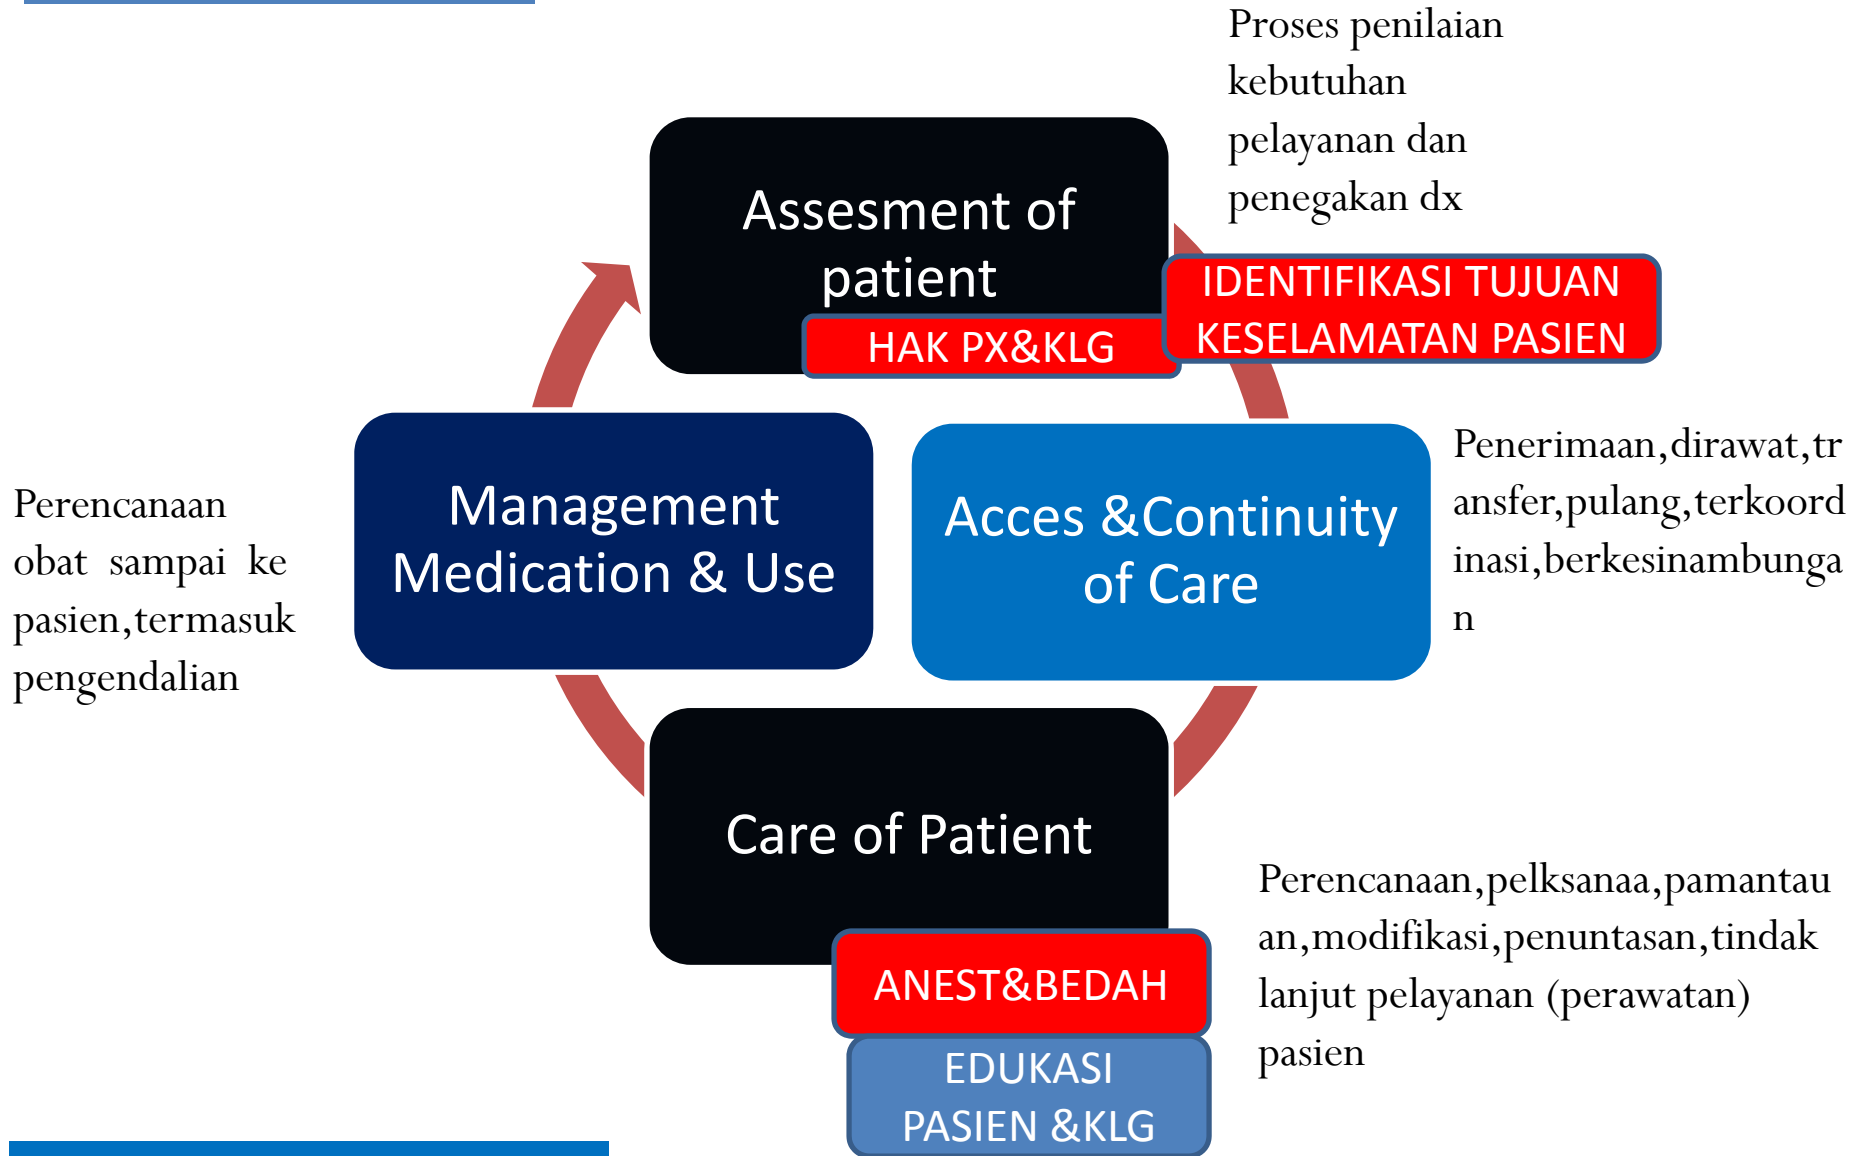 Proses penilaian
kebutuhan
pelayanan dan
penegakan dx
Assesment of
patient
HAK PX&KLG
IDENTIFIKASI TUJUAN
KESELAMATAN PASIEN
Acces &Continuity
of Care
Penerimaan,dirawat,tr
ansfer,pulang,terkoord
inasi,berkesinambunga
n
Care of Patient
ANEST&BEDAH
EDUKASI
PASIEN &KLG
Perencanaan,pelksanaa,pamantau
an,modifikasi,penuntasan,tindak
lanjut pelayanan (perawatan)
pasien
Management
Medication & Use
Perencanaan
obat sampai ke
pasien,termasuk
pengendalian